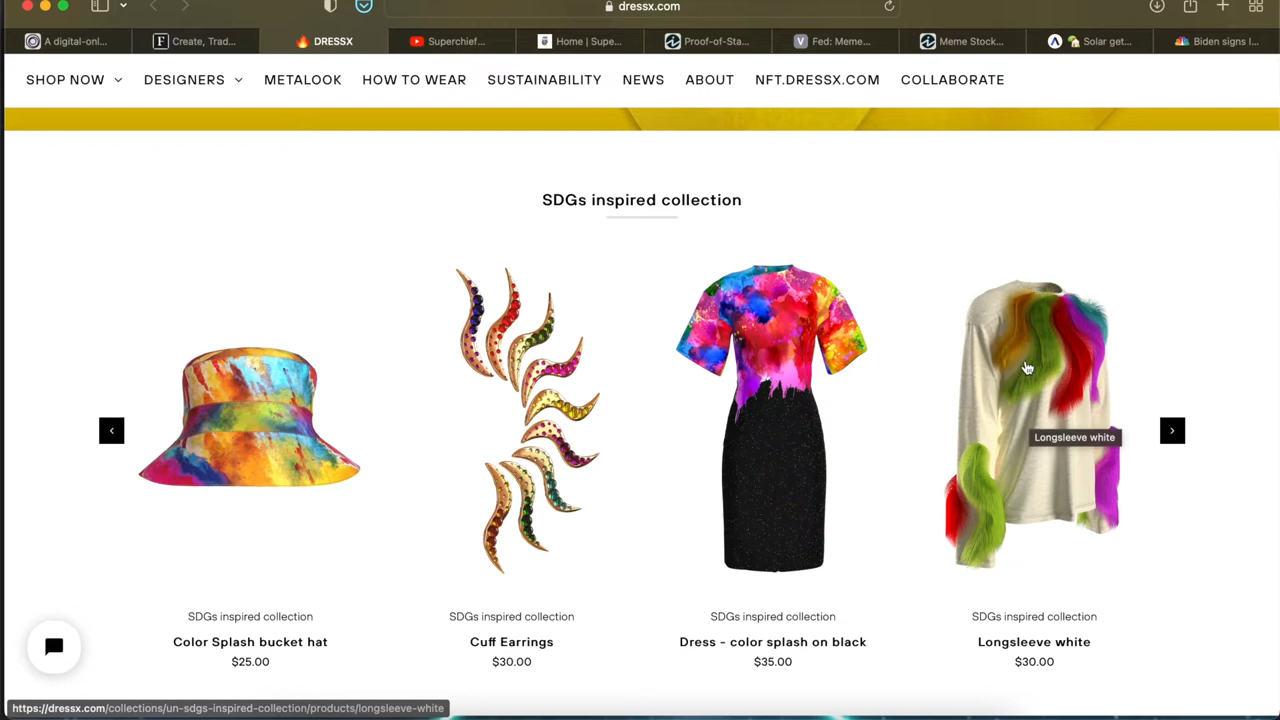 dressx.com
A digital-onl...
Create, Trad...
DRESSX
Superchief...
Home | Supe...
Proof-of-Sta...
Fed: Meme...
Meme Stock...
Solar get...
Biden signs l...
SHOP NOW
DESIGNERS
METALOOK
HOW TO WEAR
SUSTAINABILITY
NEWS
ABOUT
NFT.DRESSX.COM
COLLABORATE
SDGs inspired collection
Longsleeve white
SDGs inspired collection
Color Splash bucket hat
$25.00
SDGs inspired collection
Cuff Earrings
$30.00
SDGs inspired collection
Dress - color splash on black
$35.00
SDGs inspired collection
Longsleeve white
$30.00
https://dressx.com/collections/un-sdgs-inspired-collection/products/longsleeve-white